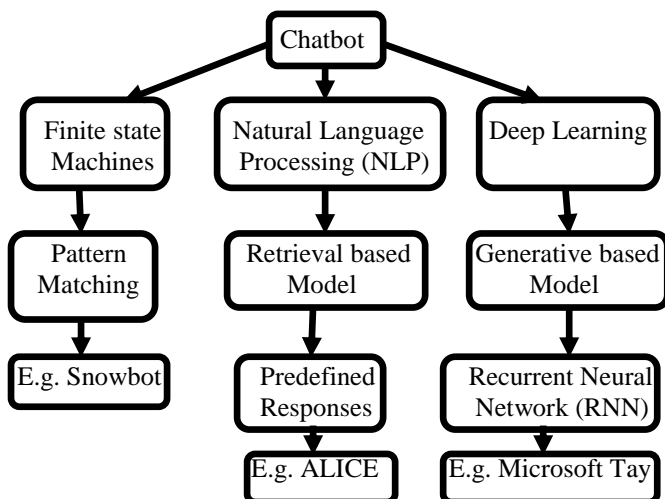 Chatbot
Finite state
Machines
Natural Language
Processing (NLP)
Deep Learning
Pattern
Matching
Retrieval based
Model
Generative based
Model
E.g. Snowbot
Predefined
Responses
Recurrent Neural
Network (RNN)
E.g. ALICE
E.g. Microsoft Tay